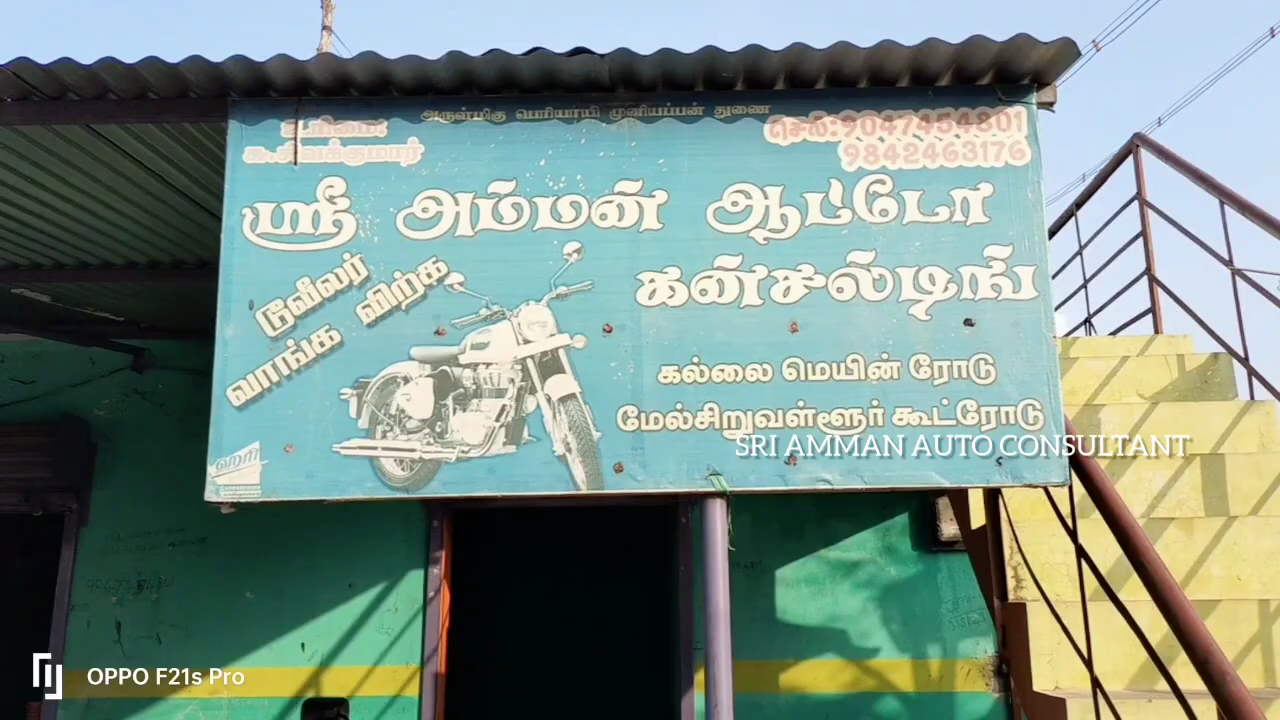 அருள்மிகு பெரியாயி முனியப்பன் துணை
உரிமை:
க.சிவக்குமார்
செல்:9047454801
9842463176
ஸ்ரீ அம்மன் ஆட்டோ
கன்சல்டிங்
டூவீலர்
வாங்க விற்க
கல்லை மெயின் ரோடு
மேல்சிறுவள்ளூர் கூட்ரோடு
SRI AMMAN AUTO CONSULTANT
ஹரி
OPPO F21s Pro